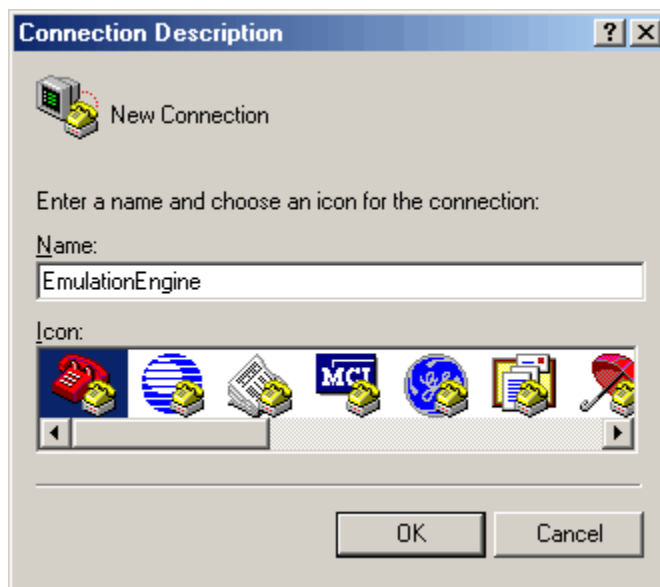 Connection Description
New Connection
Enter a name and choose an icon for the connection:
Name:
EmulationEngine
Icon:
MCI
OK Cancel